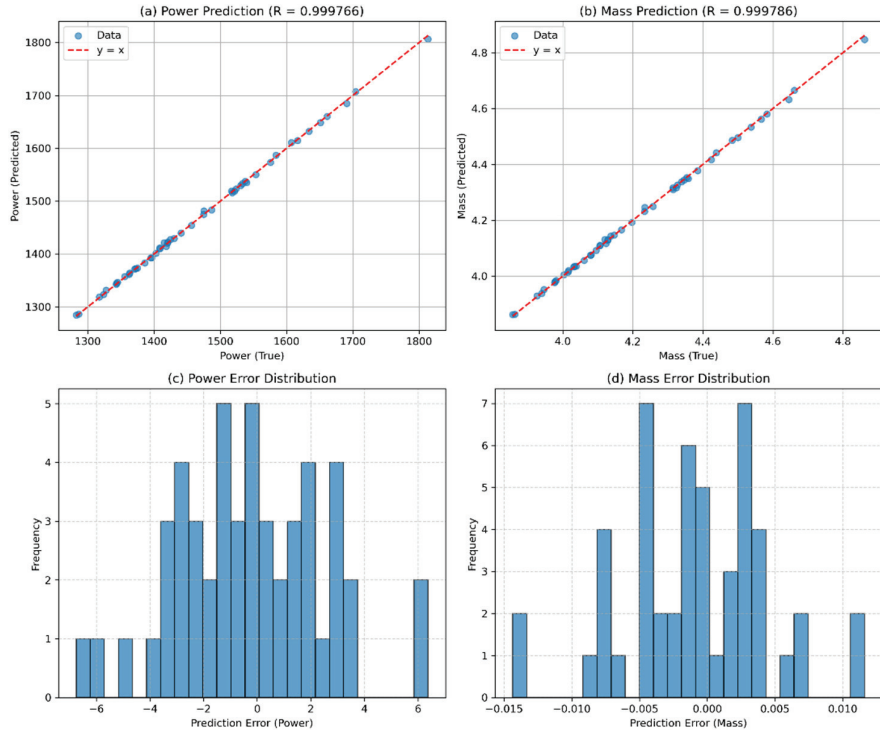 (a) Power Prediction (R = 0.999766)
Data
y = x
1800
1700
1600
1500
1400
1300
Power (Predicted)
1300 1400 1500 1600 1700 1800
Power (True)
(b) Mass Prediction (R = 0.999786)
Data
y = x
4.8
4.6
4.4
4.2
4.0
Mass (Predicted)
4.0 4.2 4.4 4.6 4.8
Mass (True)
(c) Power Error Distribution
5
4
3
2
1
0
Frequency
−6 −4 −2 0 2 4 6
Prediction Error (Power)
(d) Mass Error Distribution
7
6
5
4
3
2
1
0
Frequency
−0.015 −0.010 −0.005 0.000 0.005 0.010
Prediction Error (Mass)